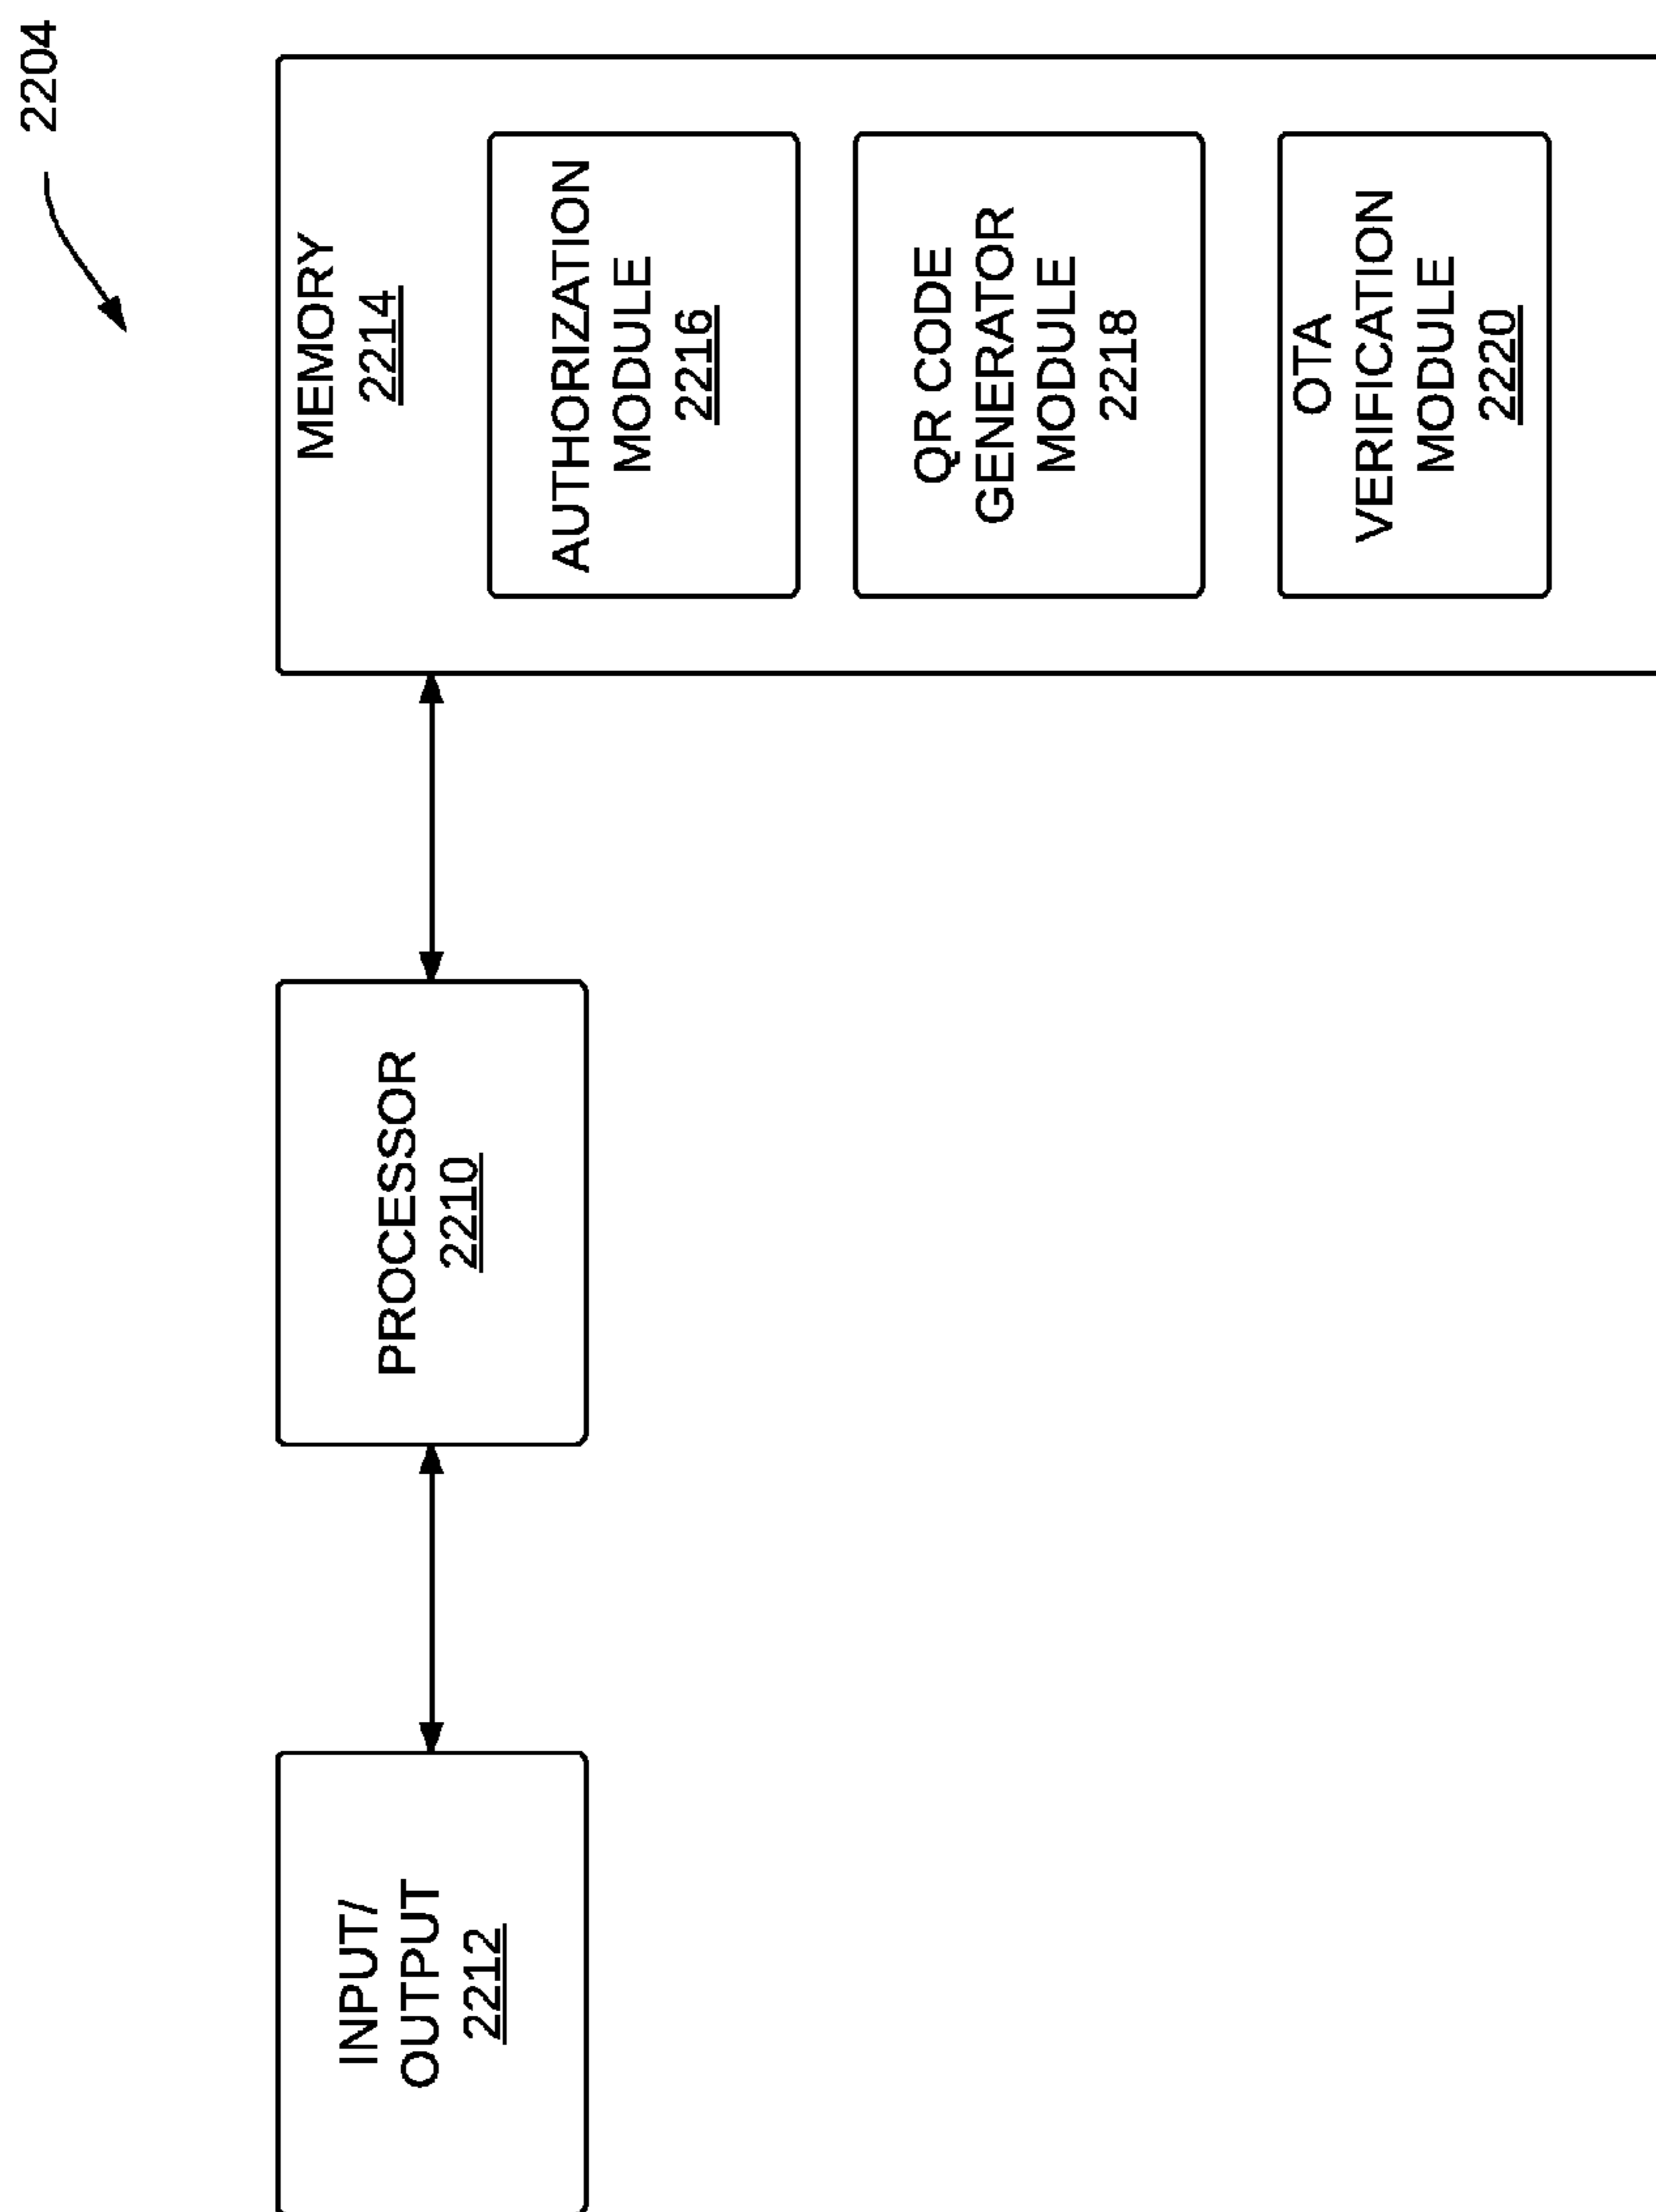 2204
INPUT/
OUTPUT
2212
PROCESSOR
2210
MEMORY
2214
AUTHORIZATION
MODULE
2216
QR CODE
GENERATOR
MODULE
2218
OTA
VERIFICATION
MODULE
2220